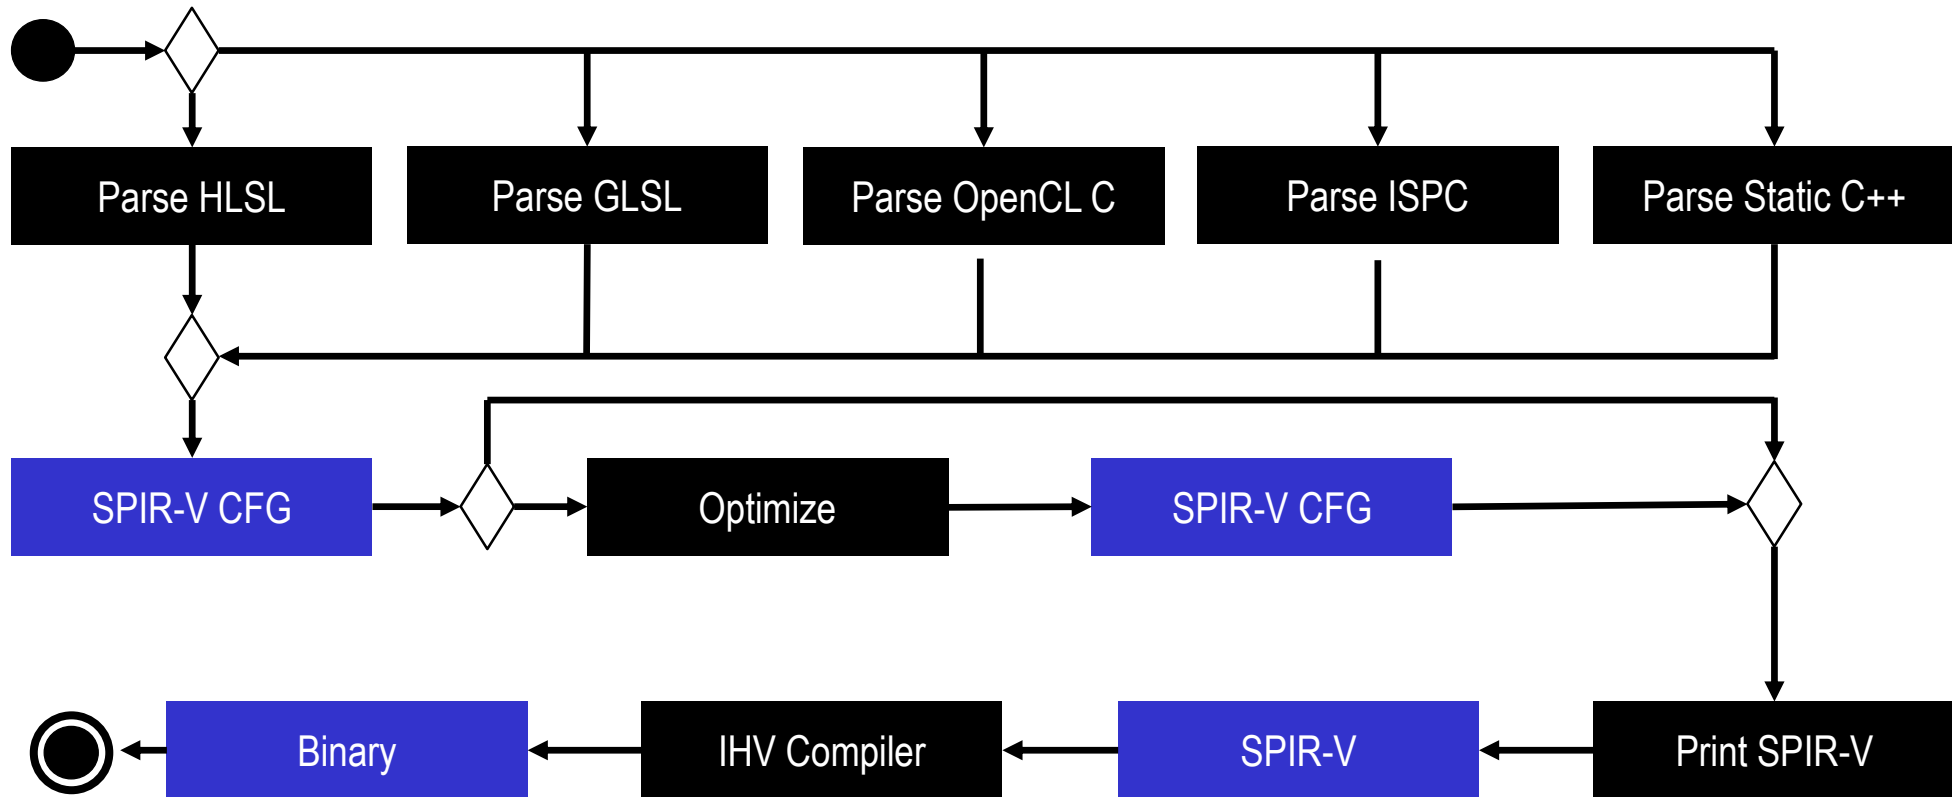 Parse HLSL
Parse GLSL
Parse OpenCL C
Parse ISPC
Parse Static C++
SPIR-V CFG
Optimize
SPIR-V CFG
Binary
IHV Compiler
SPIR-V
Print SPIR-V